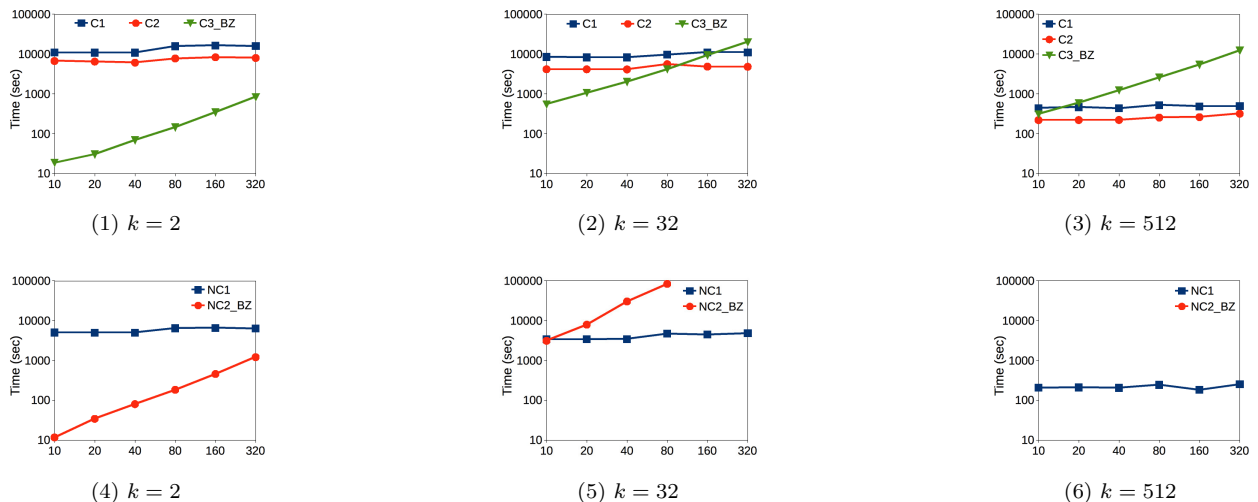 C1 C2 C3_BZ
Time (sec)
100000
10000
1000
100
10
10 20 40 80 160 320
(1) k = 2
C1 C2 C3_BZ
Time (sec)
100000
10000
1000
100
10
10 20 40 80 160 320
(2) k = 32
C1
C2
C3_BZ
Time (sec)
100000
10000
1000
100
10
10 20 40 80 160 320
(3) k = 512
NC1
NC2_BZ
Time (sec)
100000
10000
1000
100
10
10 20 40 80 160 320
(4) k = 2
NC1
NC2_BZ
Time (sec)
100000
10000
1000
100
10
10 20 40 80 160 320
(5) k = 32
NC1
NC2_BZ
Time (sec)
100000
10000
1000
100
10
10 20 40 80 160 320
(6) k = 512